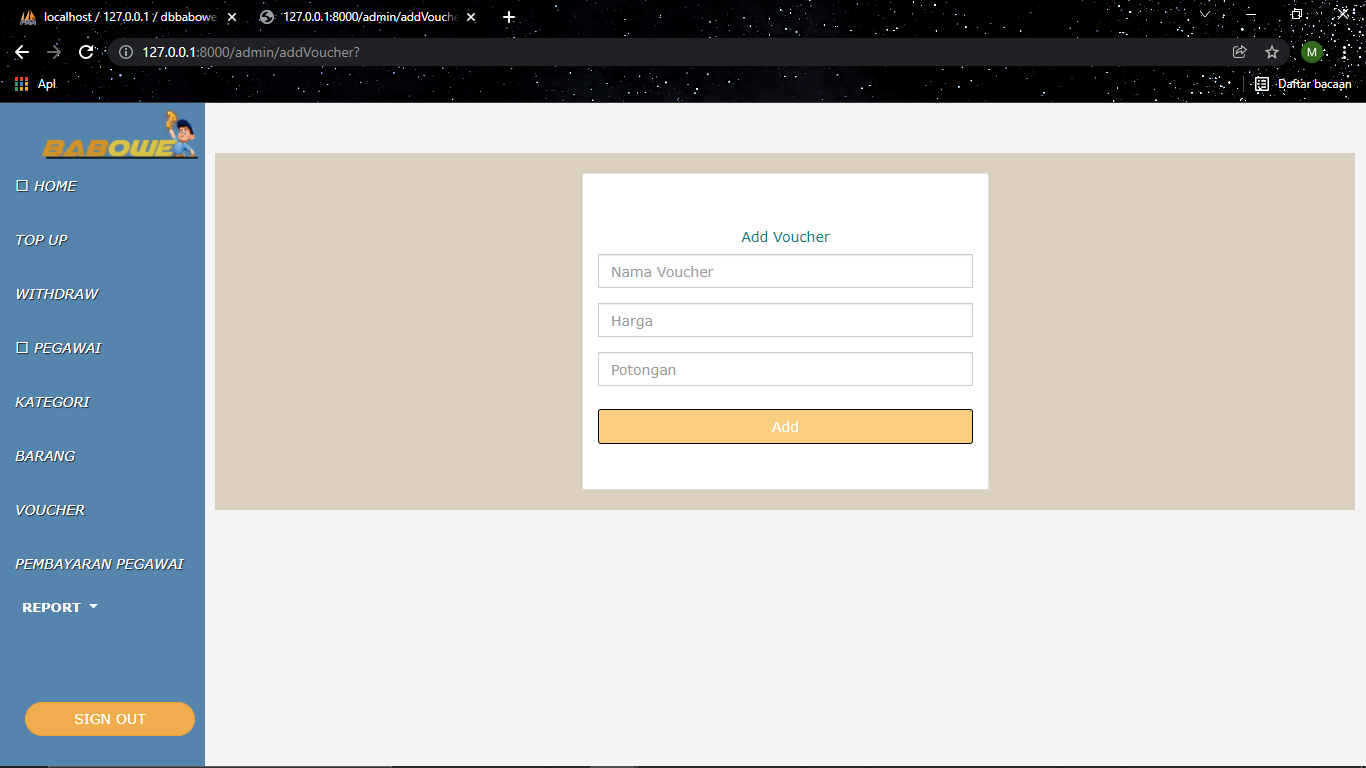 localhost / 127.0.0.1 / dbbabowe
127.0.0.1:8000/admin/addVouche
127.0.0.1:8000/admin/addVoucher?
M
Apl
Daftar bacaan
BABOWE
HOME
TOP UP
WITHDRAW
PEGAWAI
KATEGORI
BARANG
VOUCHER
PEMBAYARAN PEGAWAI
REPORT
SIGN OUT
Add Voucher
Nama Voucher
Harga
Potongan
Add